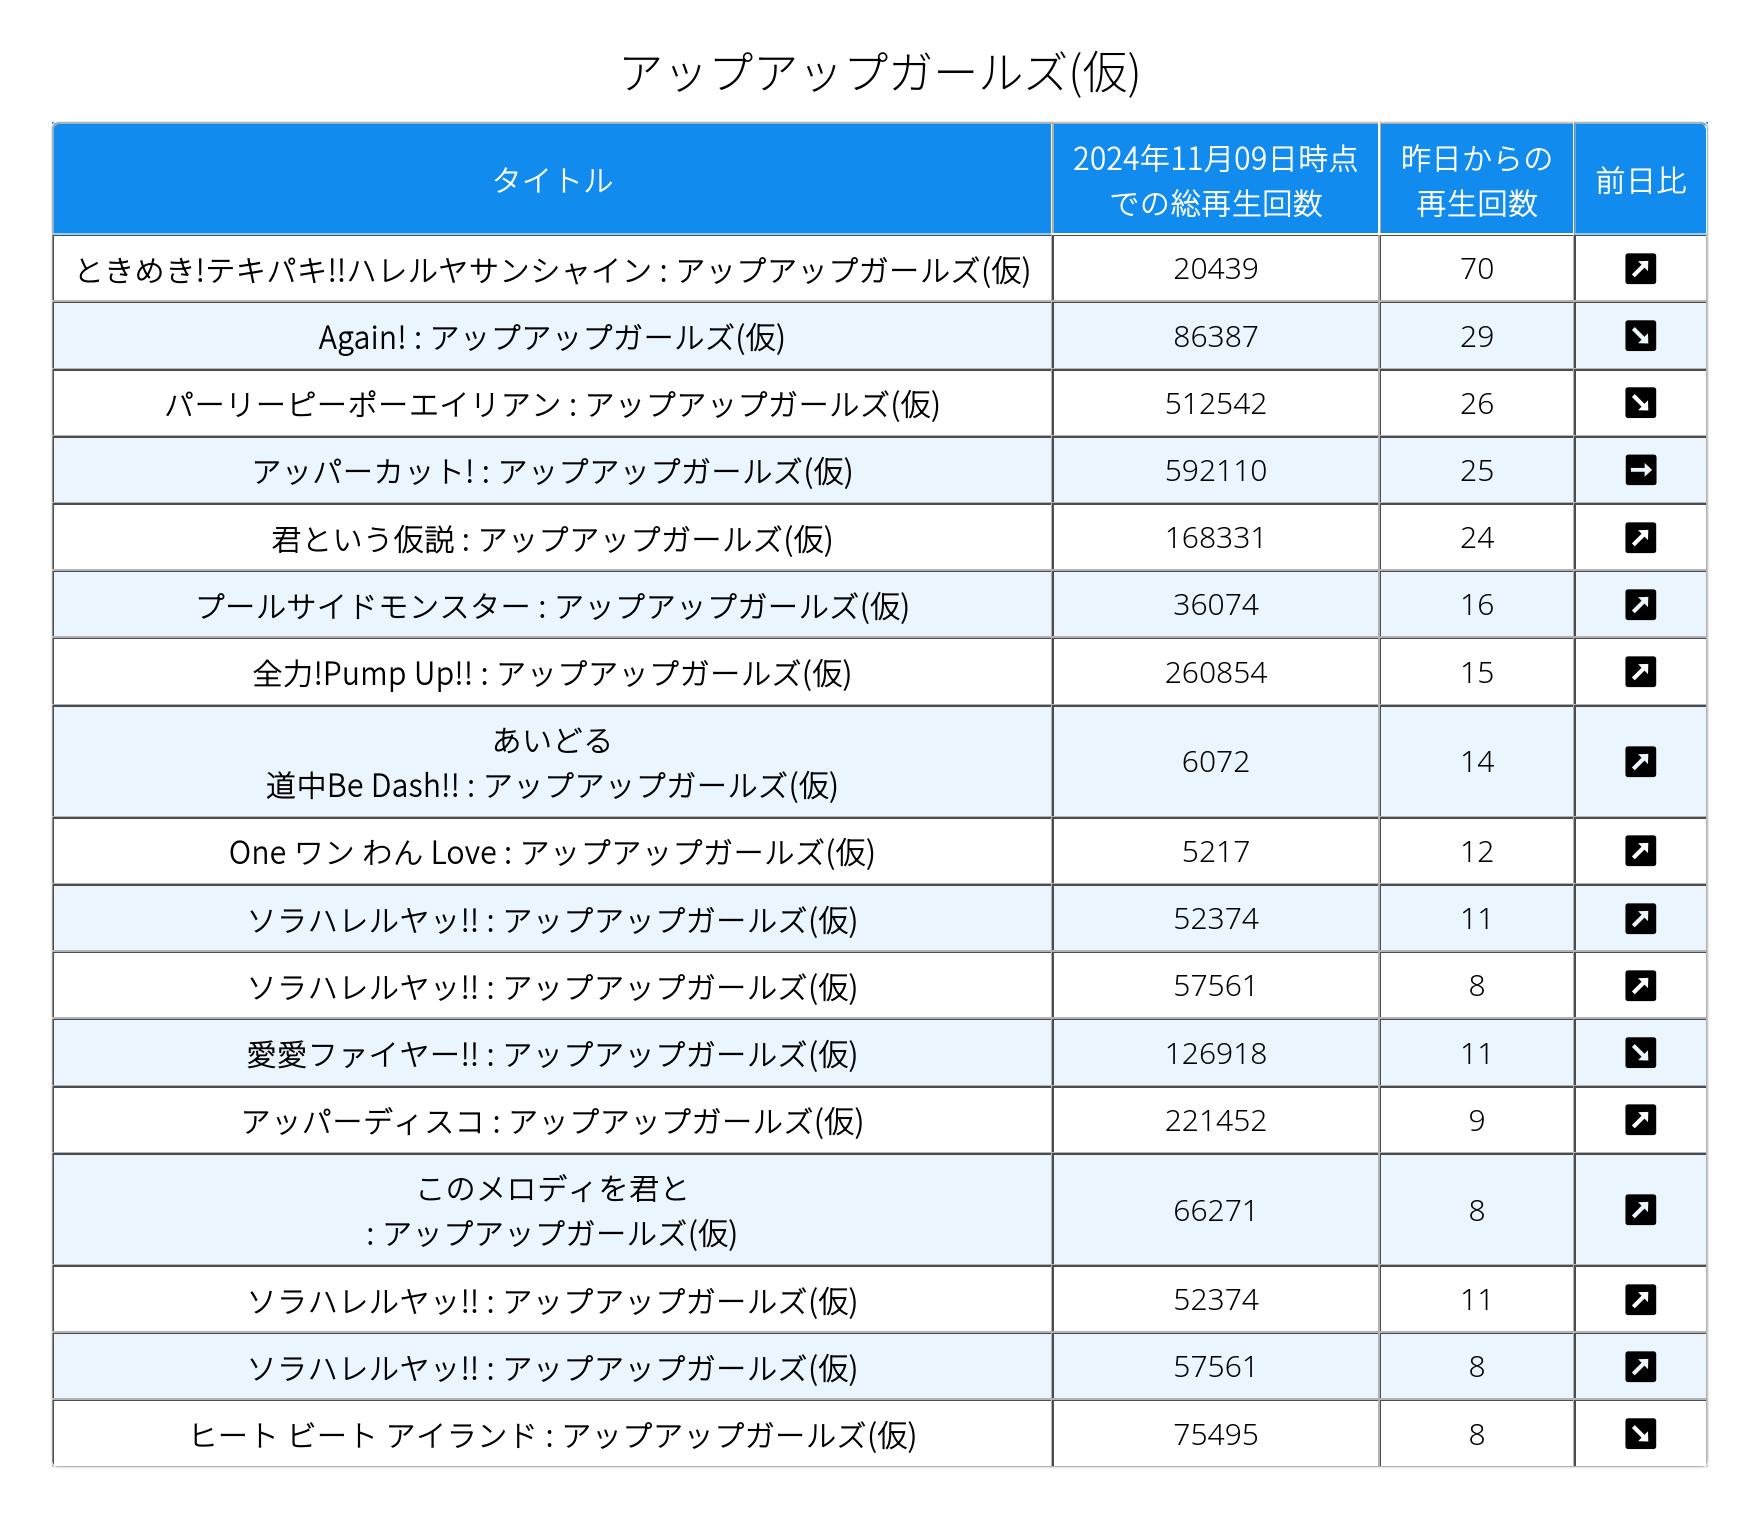 アップアップガールズ(仮)
タイトル
2024年11月09日時点
での総再生回数
昨日からの
再生回数
前日比
ときめき!テキパキ!!ハレルヤサンシャイン : アップアップガールズ(仮) 20439 70 ↗
Again! : アップアップガールズ(仮) 86387 29 ↘
パーリーピーポーエイリアン : アップアップガールズ(仮) 512542 26 ↘
アッパーカット! : アップアップガールズ(仮) 592110 25 →
君という仮説 : アップアップガールズ(仮) 168331 24 ↗
プールサイドモンスター : アップアップガールズ(仮) 36074 16 ↗
全力!Pump Up!! : アップアップガールズ(仮) 260854 15 ↗
あいどる
道中Be Dash!! : アップアップガールズ(仮) 6072 14 ↗
One ワン わん Love : アップアップガールズ(仮) 5217 12 ↗
ソラハレルヤッ!! : アップアップガールズ(仮) 52374 11 ↗
ソラハレルヤッ!! : アップアップガールズ(仮) 57561 8 ↗
愛愛ファイヤー!! : アップアップガールズ(仮) 126918 11 ↘
アッパーディスコ : アップアップガールズ(仮) 221452 9 ↗
このメロディを君と
: アップアップガールズ(仮) 66271 8 ↗
ソラハレルヤッ!! : アップアップガールズ(仮) 52374 11 ↗
ソラハレルヤッ!! : アップアップガールズ(仮) 57561 8 ↗
ヒート ビート アイランド : アップアップガールズ(仮) 75495 8 ↘